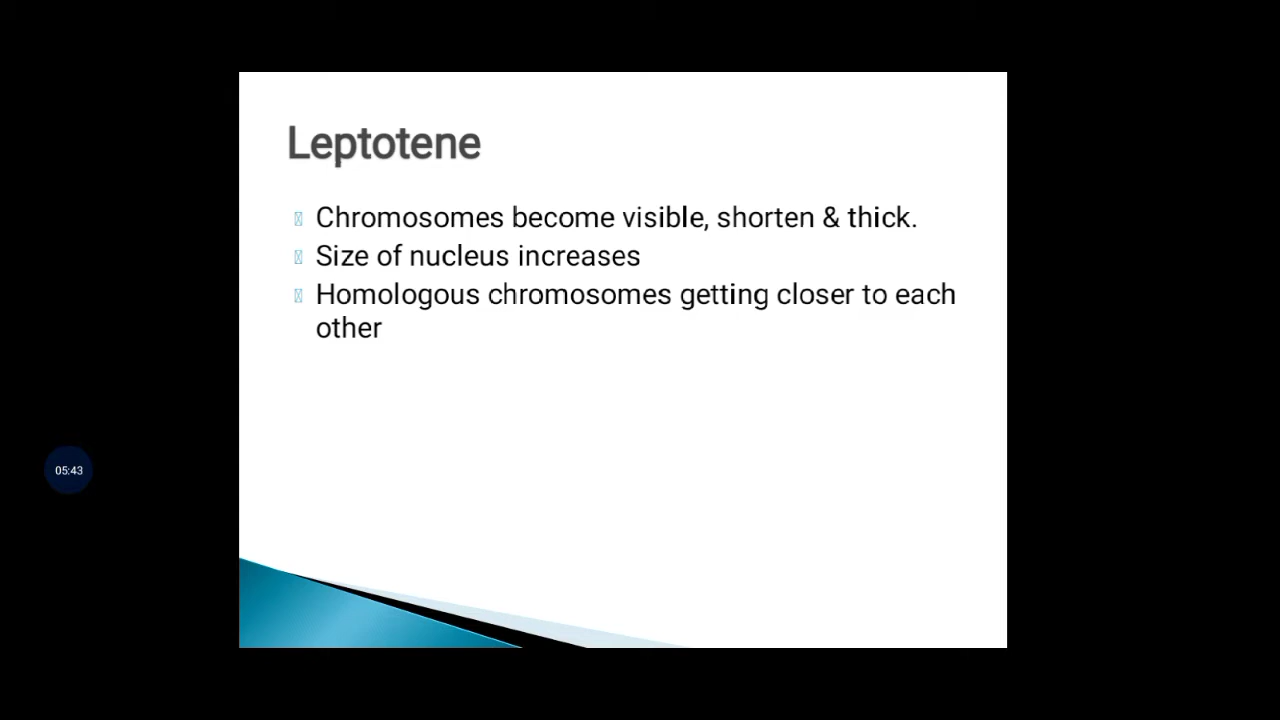 Leptotene
Chromosomes become visible, shorten & thick.
Size of nucleus increases
Homologous chromosomes getting closer to each
other
05:43